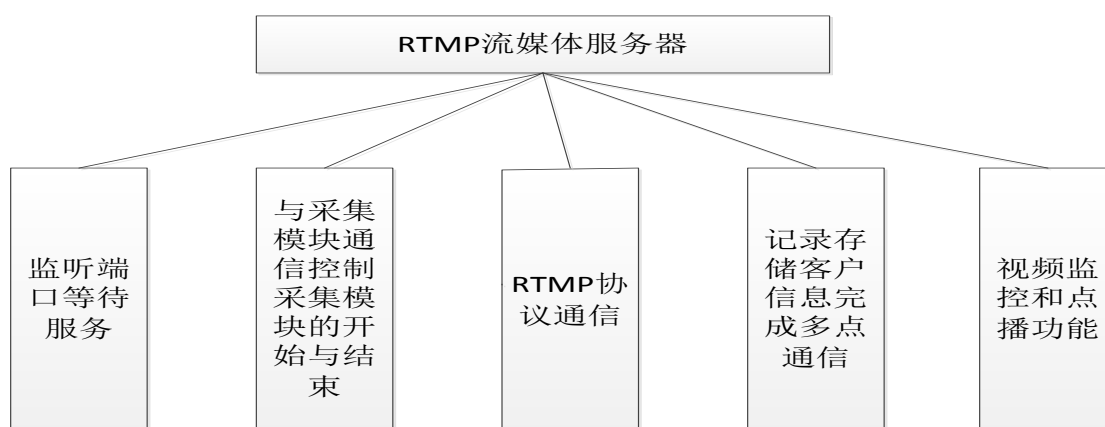 RTMP流媒体服务器
监听端
口等待
服务
与采集
模块通
信控制
采集模
块的开
始与结
束
RTMP协
议通信
记录存
储客户
信息完
成多点
通信
视频监
控和点
播功能